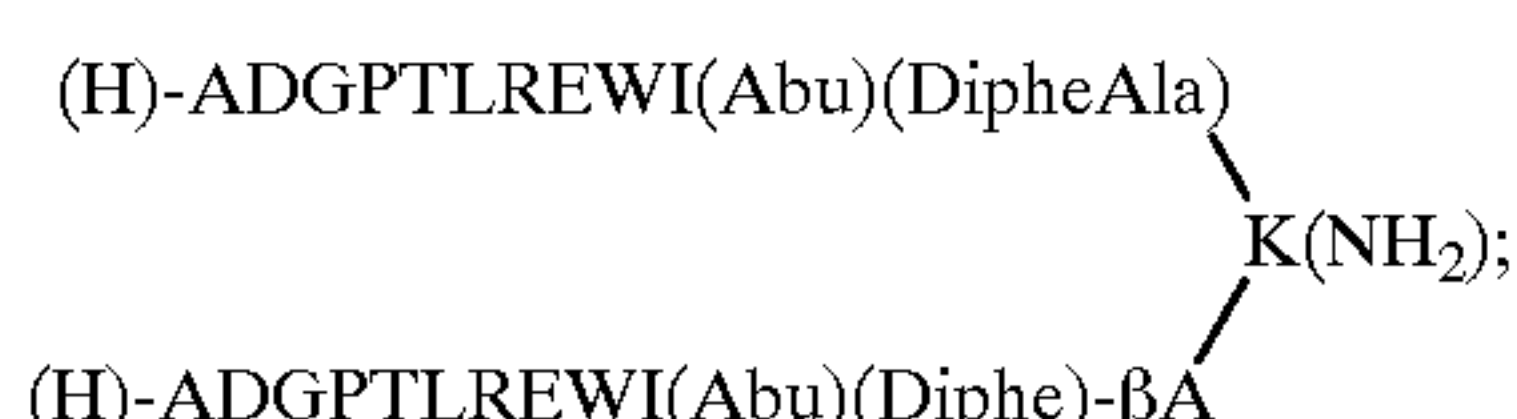 (H)-ADGPTLREWI(Abu)(DipheAla)
K(NH₂);
(H)-ADGPTLREWI(Abu)(Diphe)-βA